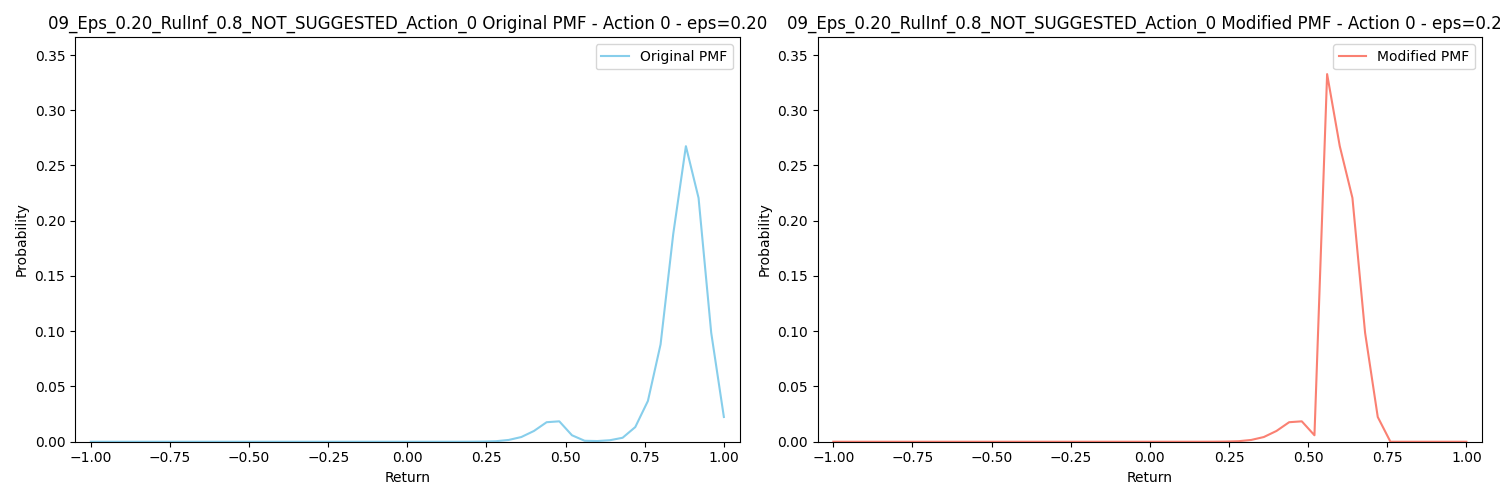 09_Eps_0.20_RulInf_0.8_NOT_SUGGESTED_Action_0 Original PMF - Action 0 - eps=0.20
0.35
0.30
0.25
0.20
0.15
0.10
0.05
0.00
Probability
−1.00 −0.75 −0.50 −0.25 0.00 0.25 0.50 0.75 1.00
Return
Original PMF
09_Eps_0.20_RulInf_0.8_NOT_SUGGESTED_Action_0 Modified PMF - Action 0 - eps=0.2
0.35
0.30
0.25
0.20
0.15
0.10
0.05
0.00
Probability
−1.00 −0.75 −0.50 −0.25 0.00 0.25 0.50 0.75 1.00
Return
Modified PMF